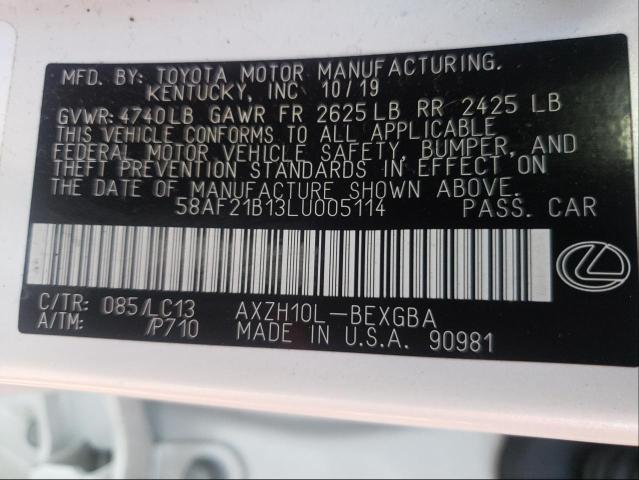 MFD. BY: TOYOTA MOTOR MANUFACTURING.
KENTUCKY, INC 10/19
GVWR: 4740LB GAWR FR 2625LB RR 2425 LB
THIS VEHICLE CONFORMS TO ALL APPLICABLE
FEDERAL MOTOR VEHICLE SAFETY, BUMPER, AND
THEFT PREVENTION STANDARDS IN EFFECT ON
THE DATE OF MANUFACTURE SHOWN ABOVE.
58AF21B13LU005114 PASS. CAR
C/TR: 085/LC13 AXZH10L-BEXGBA
A/TM: /P710 MADE IN U.S.A. 90981